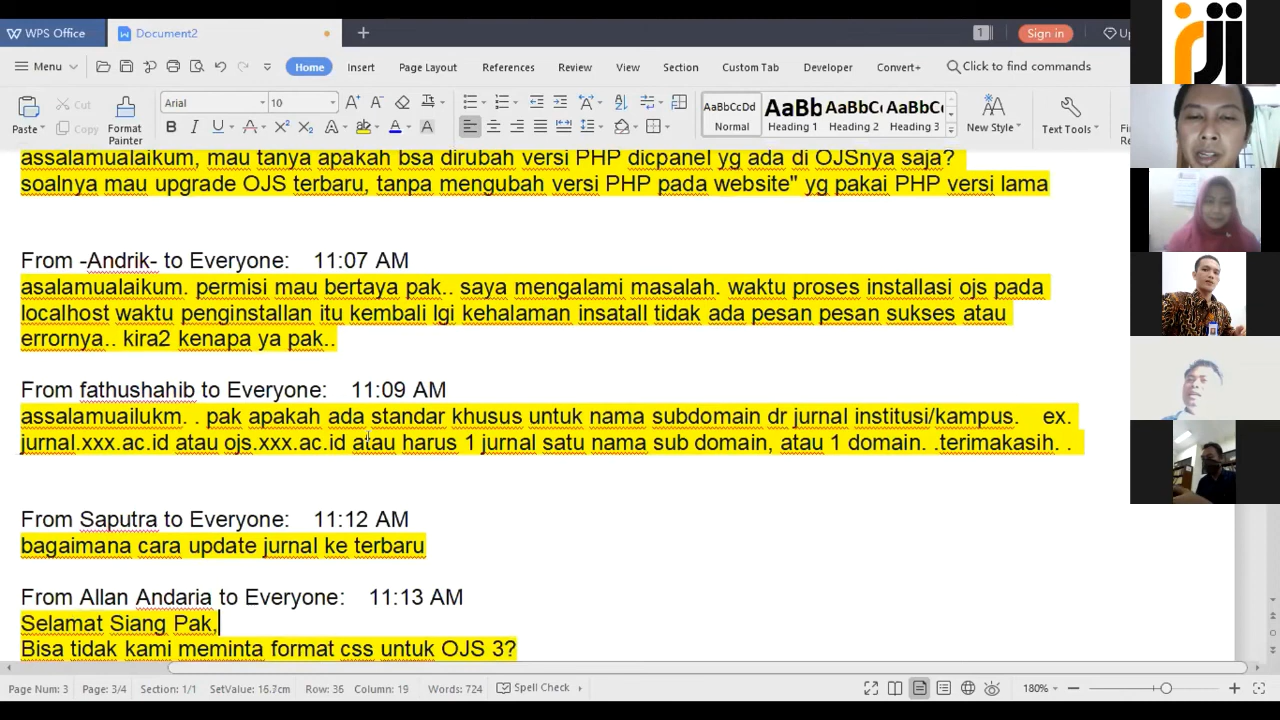 WPS Office
Document2
1
Sign in
Menu
Home
Insert
Page Layout
References
Review
View
Section
Custom Tab
Developer
Convert+
Click to find commands
Paste
Cut
Copy
Format
Painter
Arial
10
AaBbCcDd
Normal
AaBb
Heading 1
AaBbC
Heading 2
AaBbC
Heading 3
New Style
Text Tools
rji
assalamualaikum, mau tanya apakah bsa dirubah versi PHP dicpanel yg ada di OJSnya saja?
soalnya mau upgrade OJS terbaru, tanpa mengubah versi PHP pada website" yg pakai PHP versi lama
From -Andrik- to Everyone: 11:07 AM
asalamualaikum. permisi mau bertaya pak.. saya mengalami masalah. waktu proses installasi ojs pada
localhost waktu penginstallan itu kembali lgi kehalaman insatall tidak ada pesan pesan sukses atau
errornya.. kira2 kenapa ya pak..
From fathushahib to Everyone: 11:09 AM
assalamuailukm. . pak apakah ada standar khusus untuk nama subdomain dr jurnal institusi/kampus. ex.
jurnal.xxx.ac.id atau ojs.xxx.ac.id atau harus 1 jurnal satu nama sub domain, atau 1 domain. .terimakasih. .
From Saputra to Everyone: 11:12 AM
bagaimana cara update jurnal ke terbaru
From Allan Andaria to Everyone: 11:13 AM
Selamat Siang Pak,
Bisa tidak kami meminta format css untuk OJS 3?
Page Num: 3
Page: 3/4
Section: 1/1
SetValue: 16.7cm
Row: 36
Column: 19
Words: 724
Spell Check
180%